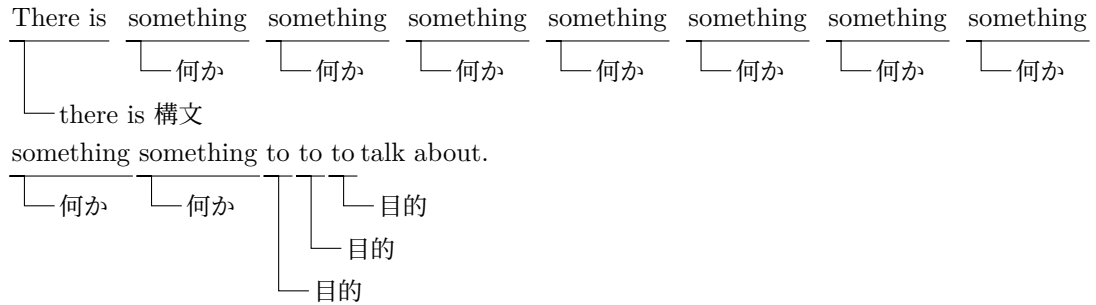 There is something something something something something something something
何か 何か 何か 何か 何か 何か 何か
there is 構文
something something to to to talk about.
何か 何か 目的
目的
目的